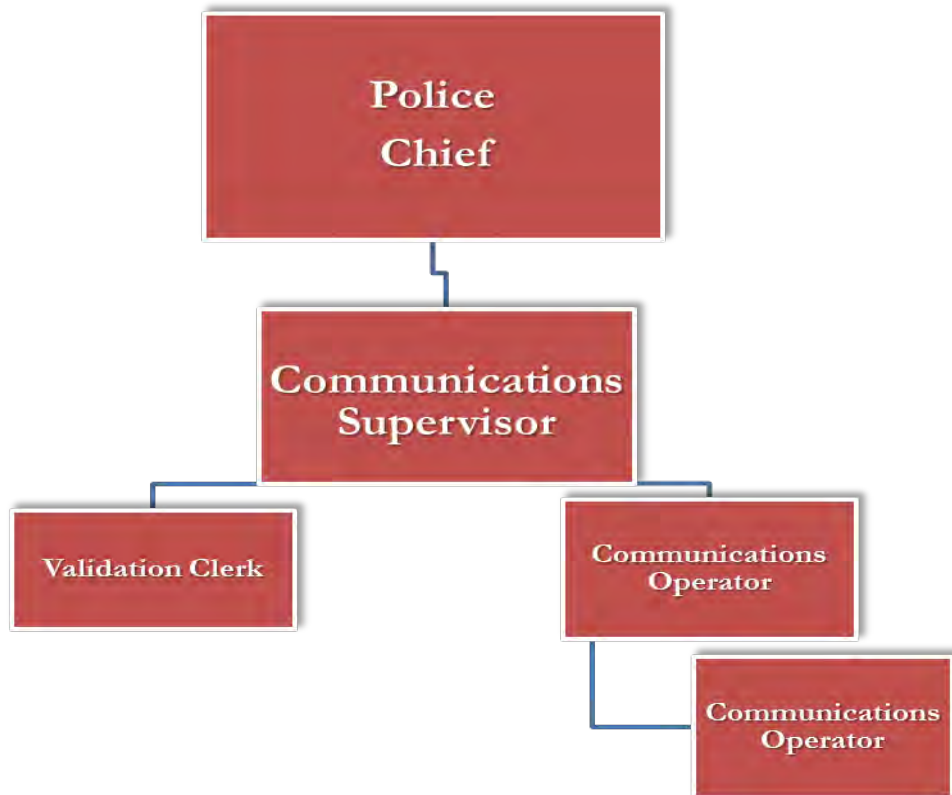 Police
Chief
Communications
Supervisor
Validation Clerk
Communications
Operator
Communications
Operator